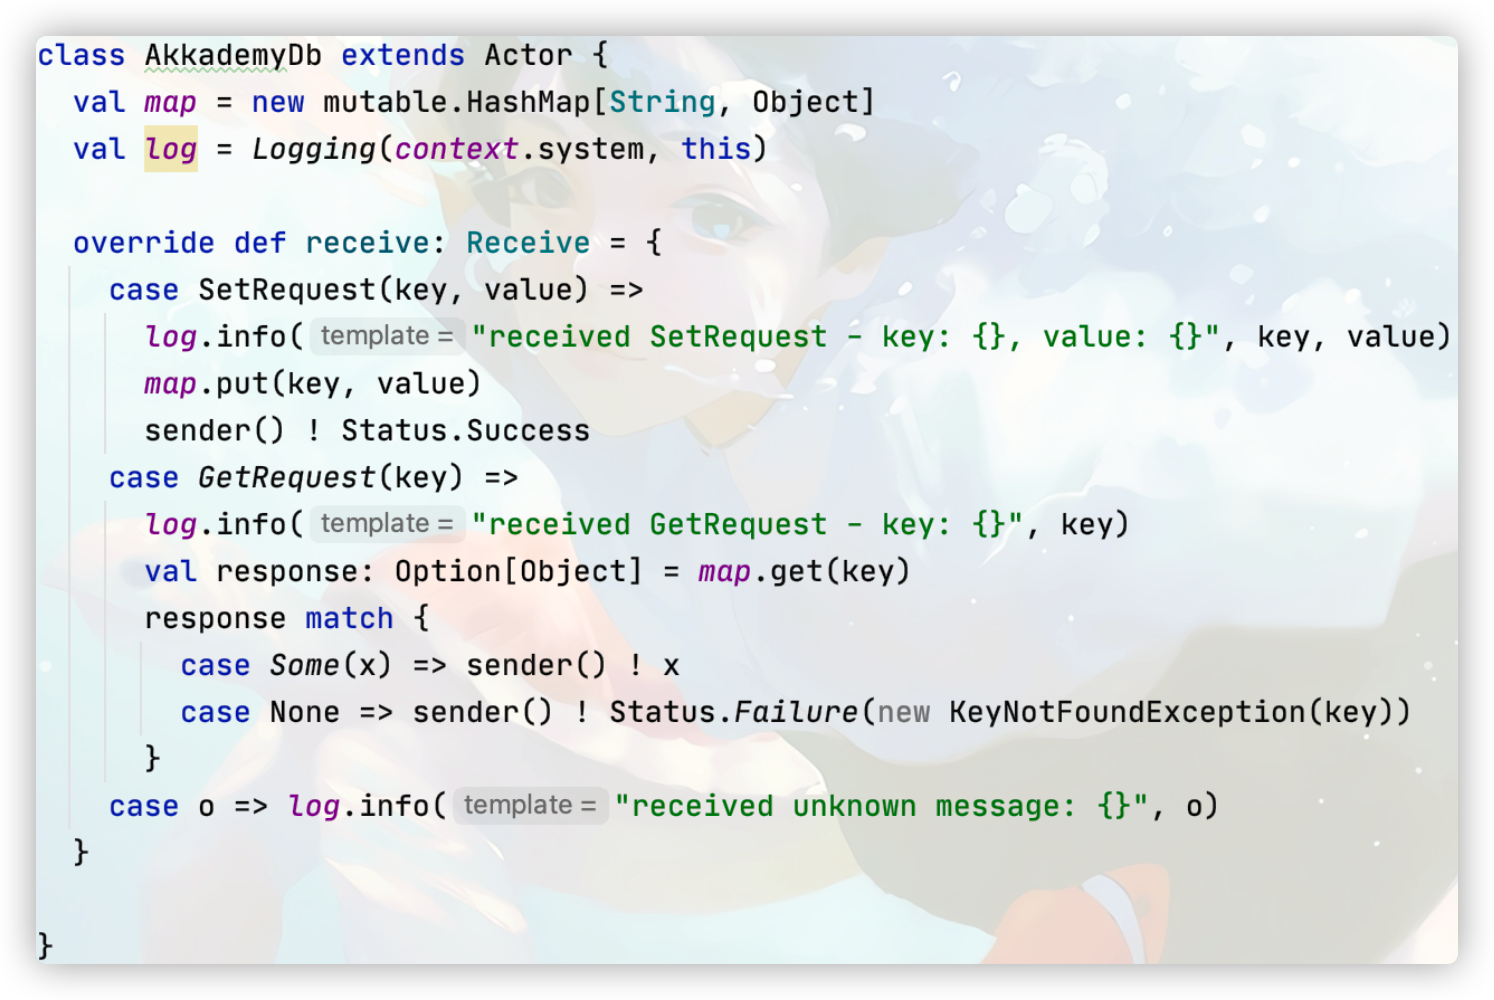 class AkkademyDb extends Actor {
  val map = new mutable.HashMap[String, Object]
  val log = Logging(context.system, this)

  override def receive: Receive = {
    case SetRequest(key, value) =>
      log.info( template = "received SetRequest - key: {}, value: {}", key, value)
      map.put(key, value)
      sender() ! Status.Success
    case GetRequest(key) =>
      log.info( template = "received GetRequest - key: {}", key)
      val response: Option[Object] = map.get(key)
      response match {
        case Some(x) => sender() ! x
        case None => sender() ! Status.Failure(new KeyNotFoundException(key))
      }
    case o => log.info( template = "received unknown message: {}", o)
  }

}